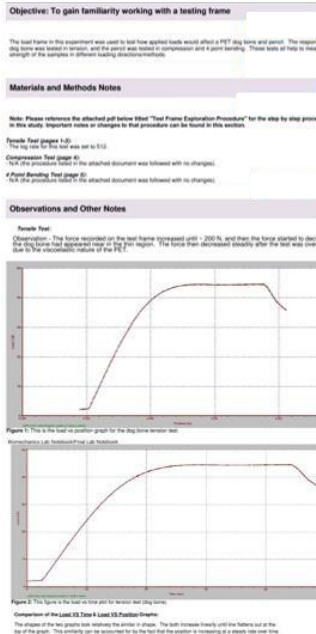 Objective: To gain familiarity working with a testing frame
The load frame in this experiment was used to test how applied loads would affect a PET dog bone and pencil. The
dog bone was tested in tension, and the pencil was tested in compression and 4 point bending. These tests all help to
strength of the samples in different loading directions/methods.
Materials and Methods Notes
Note: Please reference the attached pdf below titled "Test Frame Exploration Procedure" for the step by step
in this study. Important notes or changes to that procedure can be found in this section.
Tensile Test (pages 1-3):
- The log rate for this test was set to 512.
Compression Test (page 4):
- N/A (the procedure listed in the attached document was followed with no changes).
4 Point Bending Test (page 5):
- N/A (the procedure listed in the attached document was followed with no changes).
Observations and Other Notes
Tensile Test:
Observation - The force recorded on the test frame increased until ~ 200 N, and then the force started to
the dog bone had appeared near in the thin region. The force then decreased steadily after the test was
due to the viscoelastic nature of the PET.
Figure 1: This is the load vs position graph for the dog bone tension test.
Biomechanics Lab Notebook/Pencil Lab Notebook
Figure 2: This figure is the load vs time plot for tension test (dog bone).
Comparison of the Load VS Time & Load VS Position Graphs:
The shapes of the two graphs look relatively the similar in shape. The both increase linearly until line flattens out at the
top of the graph. This similarity can be accounted for by the fact that the position is increasing at a steady rate over time